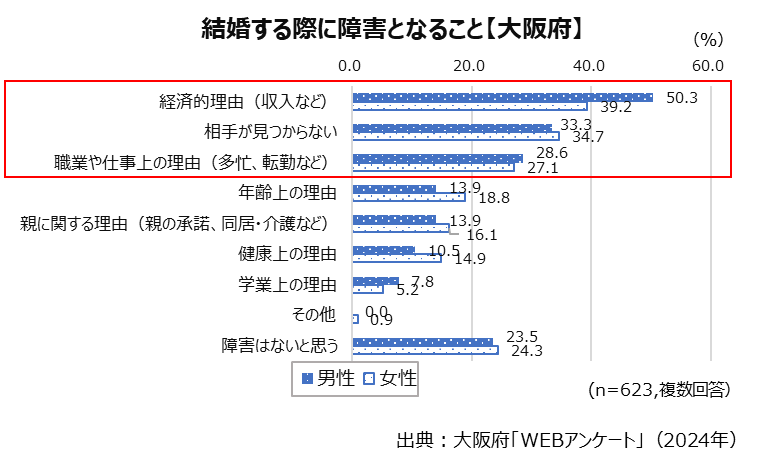 結婚する際に障害となること【大阪府】
(%)
0.0 20.0 40.0 60.0
経済的理由（収入など） 50.3 39.2
相手が見つからない 33.3 34.7
職業や仕事上の理由（多忙、転勤など） 28.6 27.1
年齢上の理由 13.9 18.8
親に関する理由（親の承諾、同居・介護など） 13.9 16.1
健康上の理由 10.5 14.9
学業上の理由 7.8 5.2
その他 0.0 0.9
障害はないと思う 23.5 24.3
男性 女性
(n=623,複数回答)
出典：大阪府「WEBアンケート」（2024年）